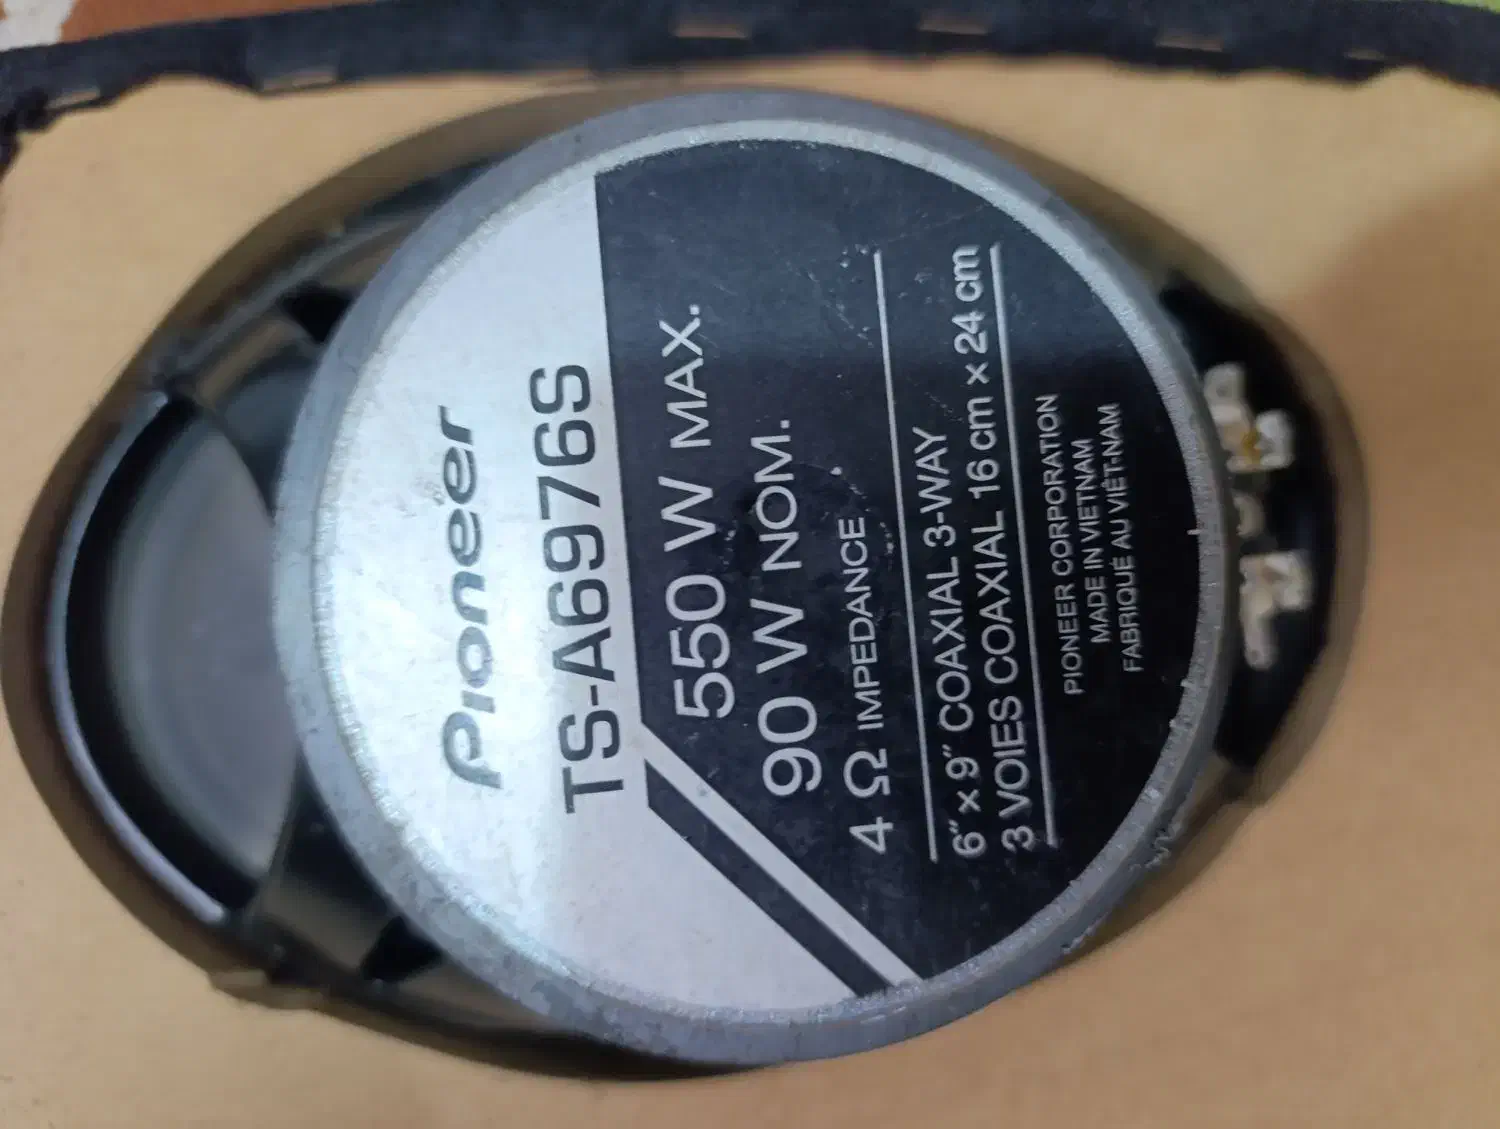 Pioneer
TS-A6976S
550 W MAX.
90 W NOM.
4 Ω IMPEDANCE
6" x 9" COAXIAL 3-WAY
3 VOIES COAXIAL 16 cm x 24 cm
PIONEER CORPORATION
MADE IN VIETNAM
FABRIQUÉ AU VIÊT-NAM